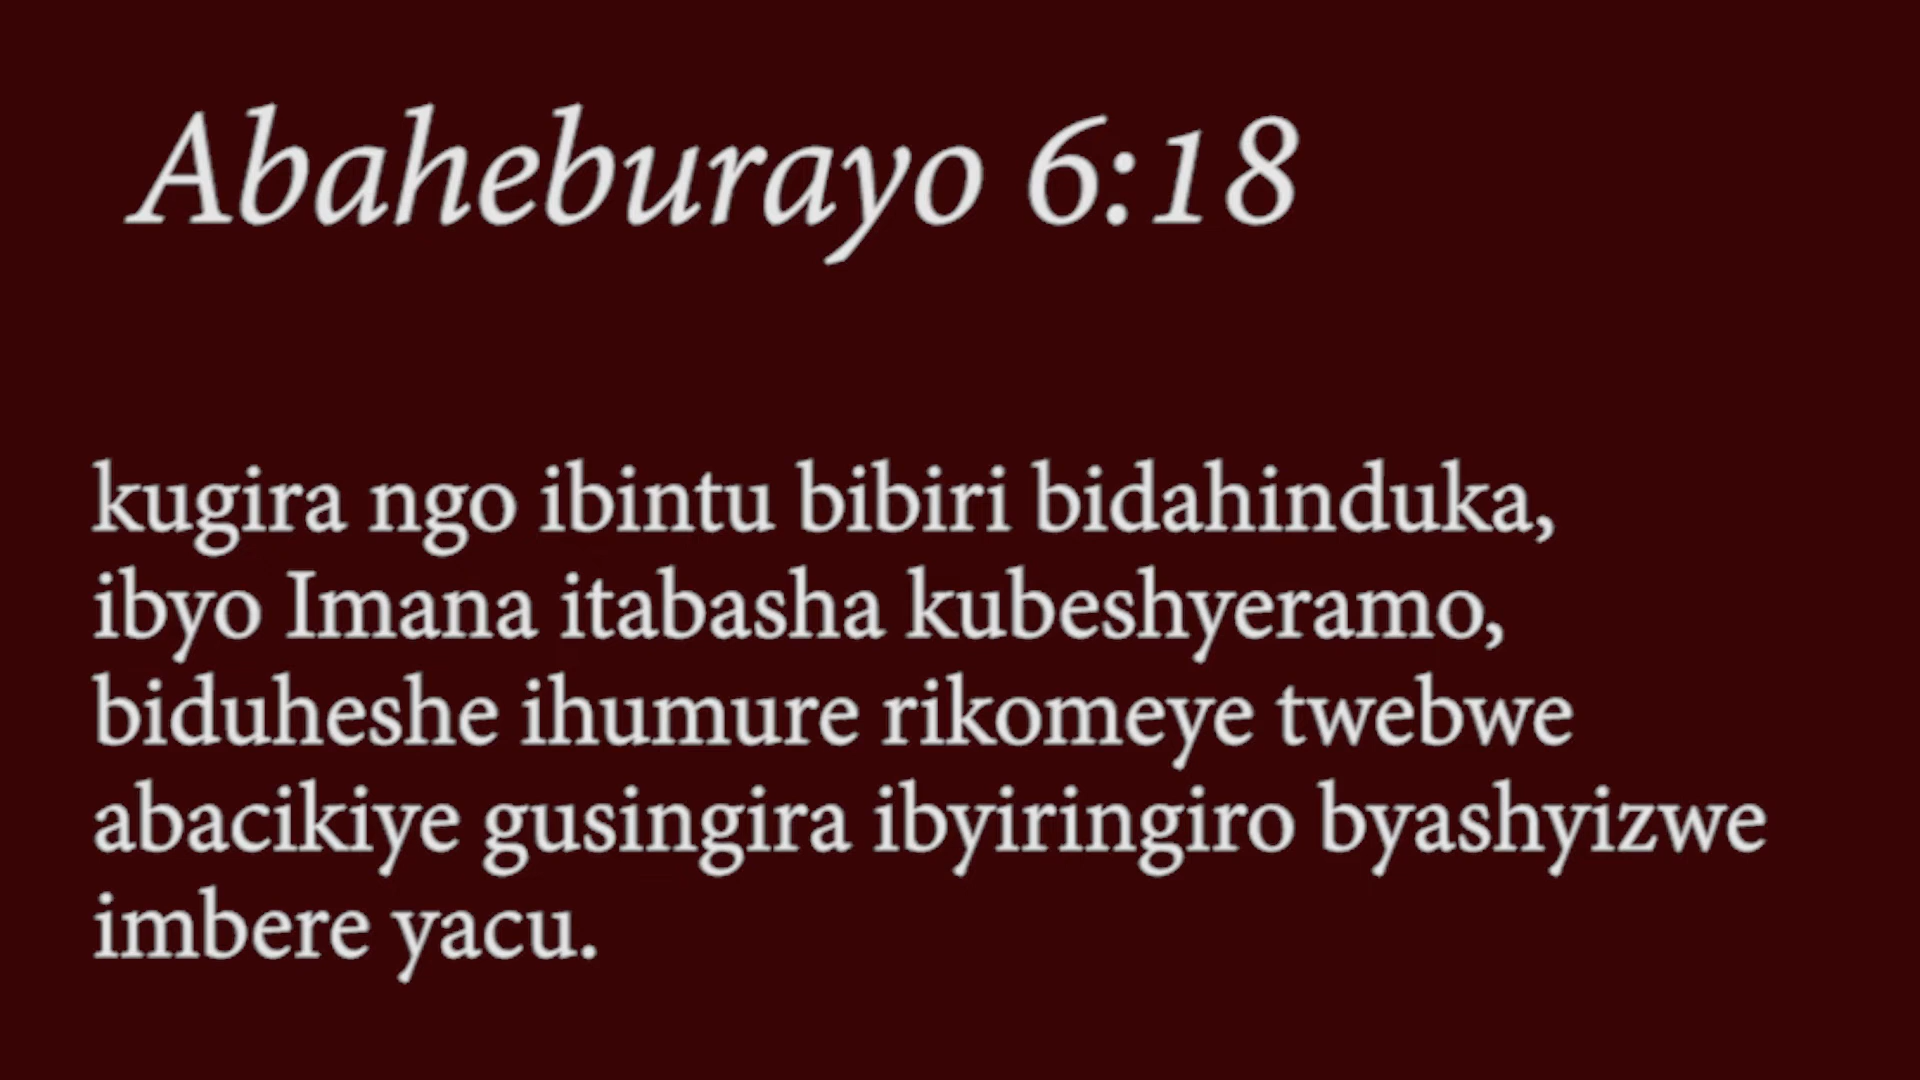 Abaheburayo 6:18
kugira ngo ibintu bibiri bidahinduka,
ibyo Imana itabasha kubeshyeramo,
biduheshe ihumure rikomeye twebwe
abacikiye gusingira ibyiringiro byashyizwe
imbere yacu.